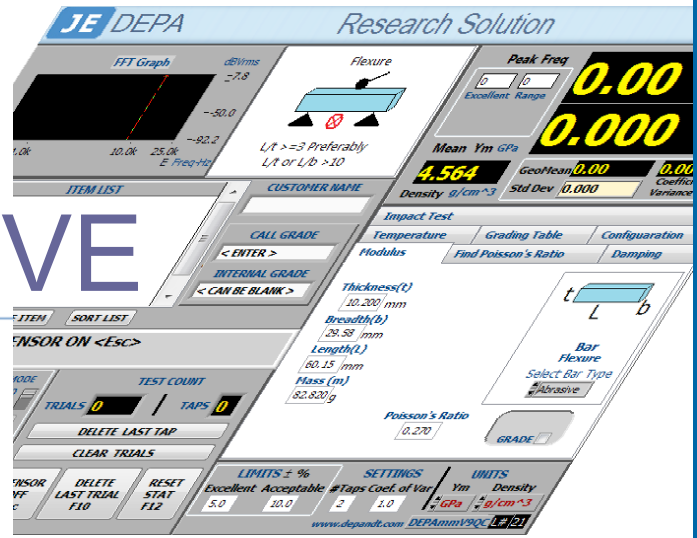 JE DEPA Research Solution
FFT Graph dBVrms
-7.8
-50.0
-92.2
10.0k 25.0k
E Freq-Hz
Flexure
L/t >=3 Preferably
L/t or L/b >10
Peak Freq
0 0
Excellent Range
0.00
0.000
Mean Ym GPa
4.564
Density g/cm^3
GeoMean 0.00
Std Dev 0.000
0.00
Variance
ITEM LIST
CUSTOMER NAME
CALL GRADE
< ENTER >
INTERNAL GRADE
< CAN BE BLANK >
VE
ITEM
SORT LIST
ENSOR ON <Esc>
Impact Test
Temperature Grading Table Configuaration
Modulus Find Poisson's Ratio Damping
Thickness(t)
10.200 mm
Breadth(b)
29.58 mm
Length(L)
60.15 mm
Mass (m)
82.820 g
Poisson's Ratio
0.270
t L b
Bar
Flexure
Select Bar Type
Abrasive
GRADE
MODE
TEST COUNT
TRIALS 0 / TAPS 0
DELETE LAST TAP
CLEAR TRIALS
DELETE
LAST TRIAL
F10
RESET
STAT
F12
LIMITS ± %
Excellent Acceptable
5.0 10.0
SETTINGS
#Taps Coef. of Var
2 1.0
UNITS
Ym Density
GPa g/cm^3
www.depandt.com DEPAmmV9QC L# 21